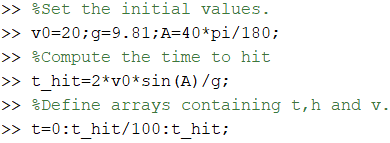 >> %Set the initial values.
>> v0=20;g=9.81;A=40*pi/180;
>> %Compute the time to hit
>> t_hit=2*v0*sin(A)/g;
>> %Define arrays containing t,h and v.
>> t=0:t_hit/100:t_hit;